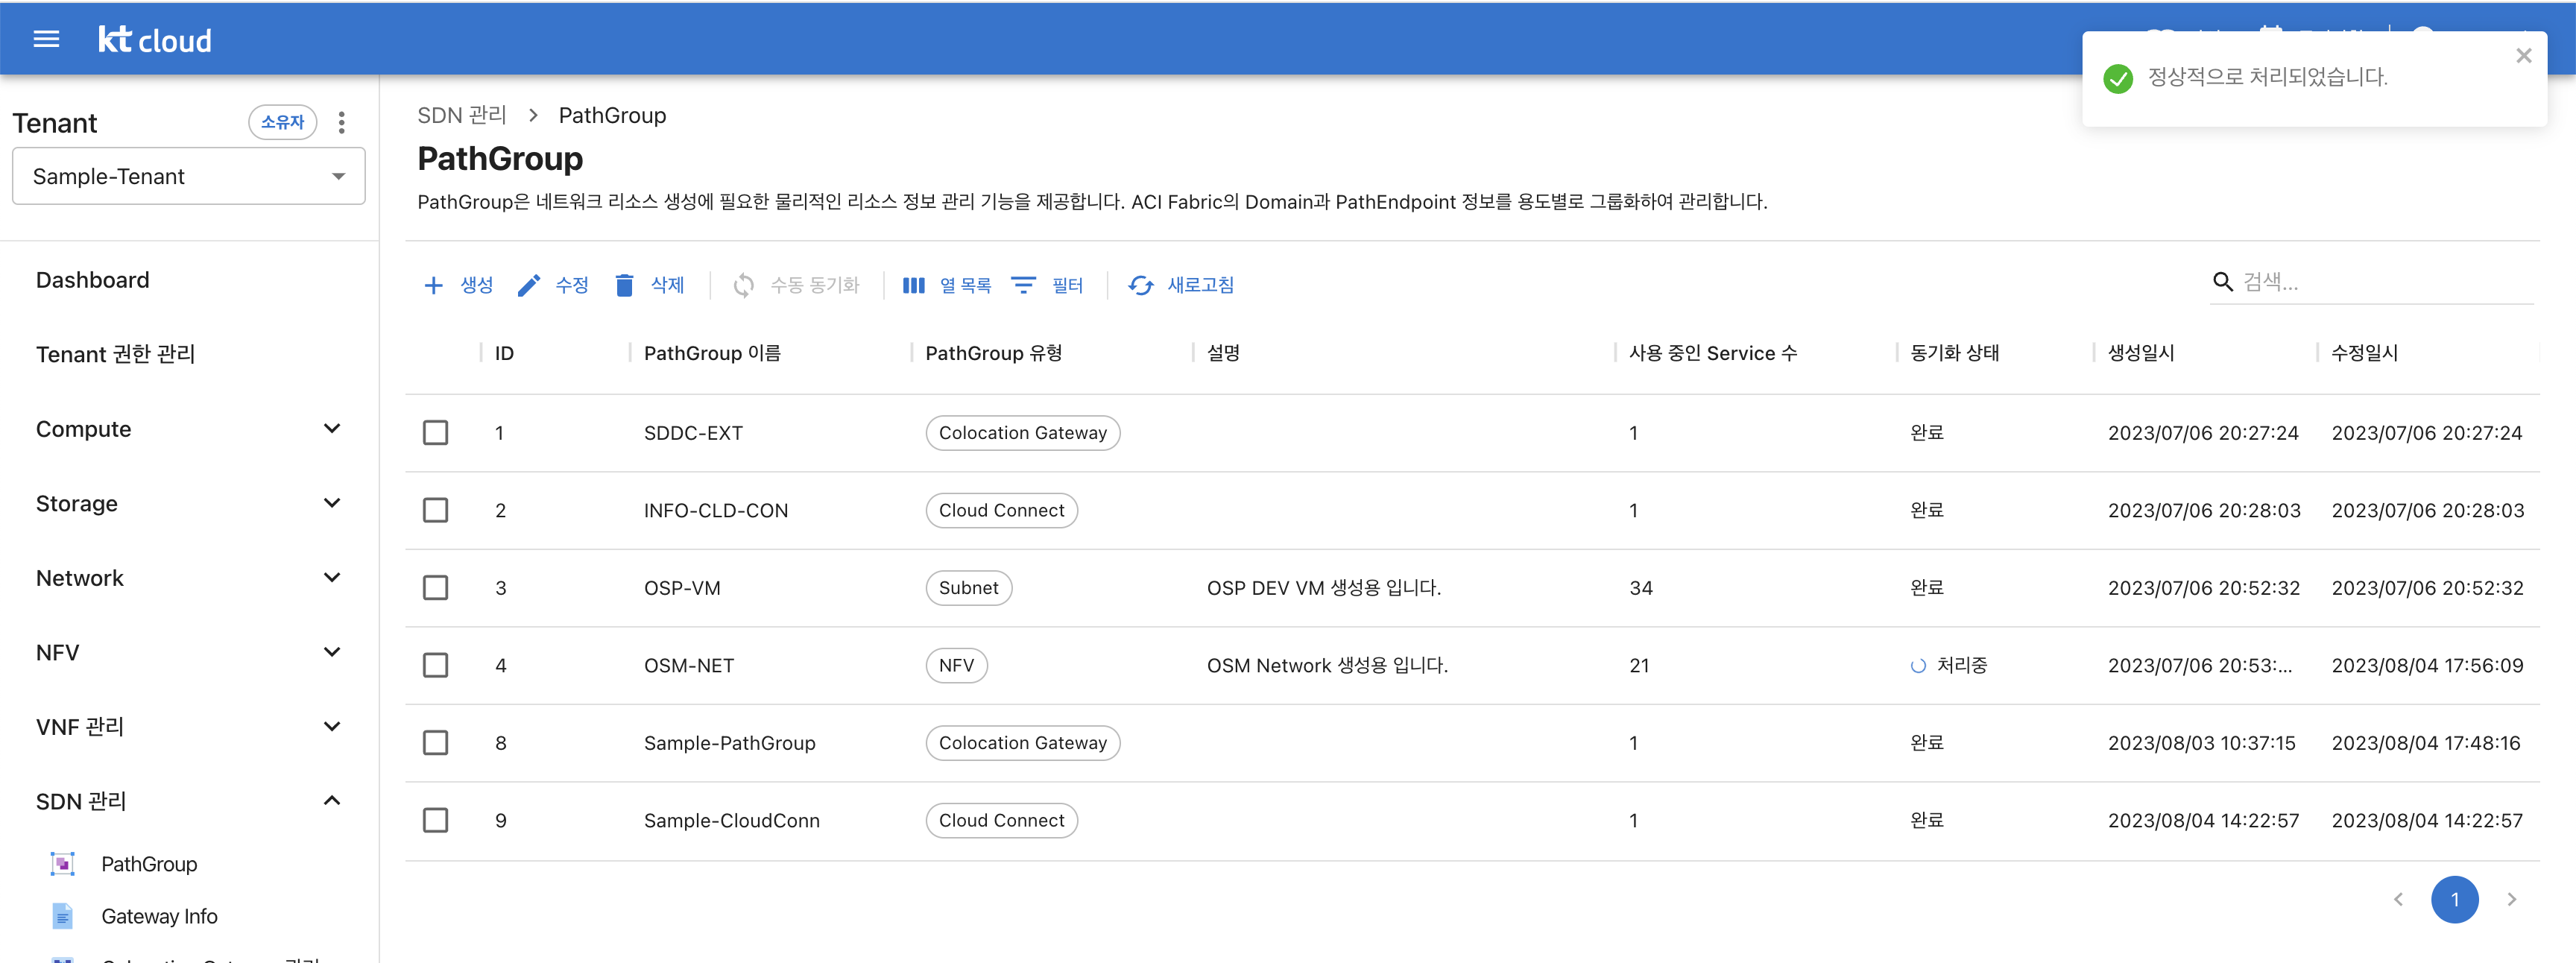 kt cloud
정상적으로 처리되었습니다.
Tenant 소유자
Sample-Tenant
Dashboard
Tenant 권한 관리
Compute
Storage
Network
NFV
VNF 관리
SDN 관리
PathGroup
Gateway Info
SDN 관리 > PathGroup
PathGroup
PathGroup은 네트워크 리소스 생성에 필요한 물리적인 리소스 정보 관리 기능을 제공합니다. ACI Fabric의 Domain과 PathEndpoint 정보를 용도별로 그룹화하여 관리합니다.
생성 수정 삭제 수동 동기화 열 목록 필터 새로고침 검색...
ID PathGroup 이름 PathGroup 유형 설명 사용 중인 Service 수 동기화 상태 생성일시 수정일시
1 SDDC-EXT Colocation Gateway 1 완료 2023/07/06 20:27:24 2023/07/06 20:27:24
2 INFO-CLD-CON Cloud Connect 1 완료 2023/07/06 20:28:03 2023/07/06 20:28:03
3 OSP-VM Subnet OSP DEV VM 생성용 입니다. 34 완료 2023/07/06 20:52:32 2023/07/06 20:52:32
4 OSM-NET NFV OSM Network 생성용 입니다. 21 처리중 2023/07/06 20:53:... 2023/08/04 17:56:09
8 Sample-PathGroup Colocation Gateway 1 완료 2023/08/03 10:37:15 2023/08/04 17:48:16
9 Sample-CloudConn Cloud Connect 1 완료 2023/08/04 14:22:57 2023/08/04 14:22:57
1